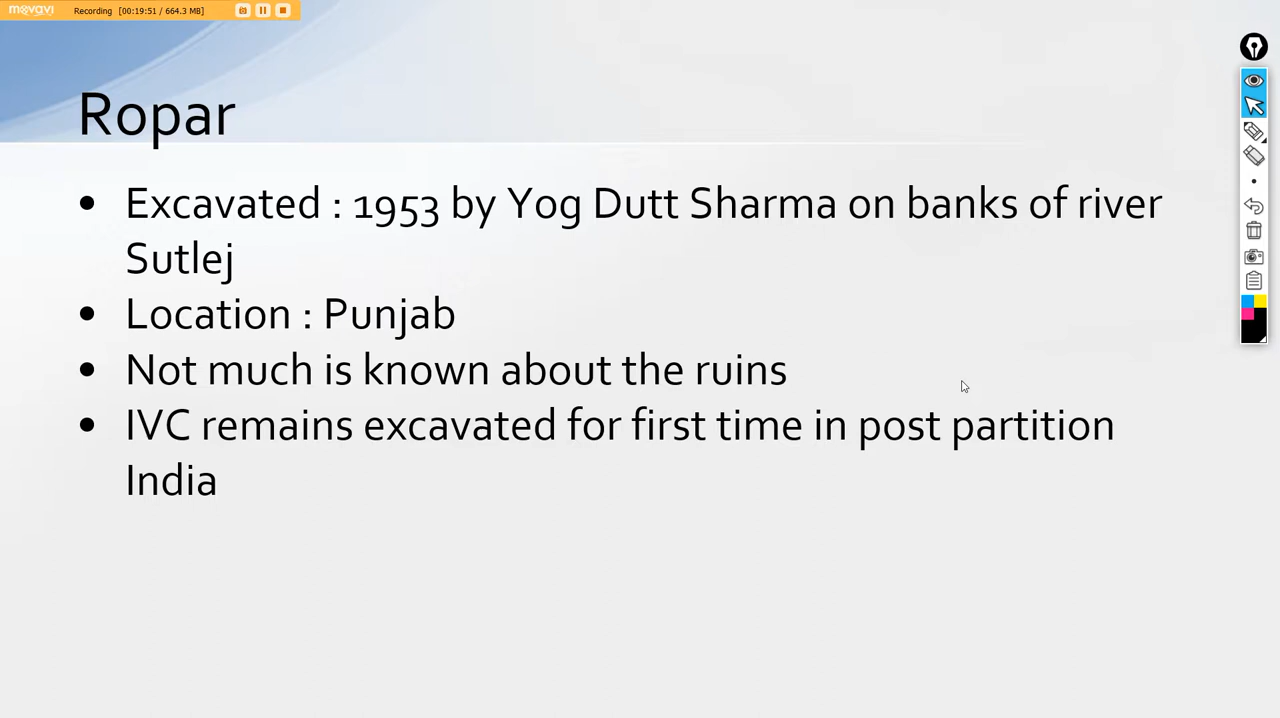 movavi Recording [00:19:51 / 664.3 MB]
Ropar
• Excavated : 1953 by Yog Dutt Sharma on banks of river
Sutlej
• Location : Punjab
• Not much is known about the ruins
• IVC remains excavated for first time in post partition
India